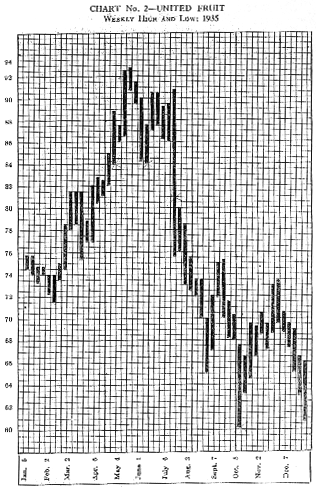 CHART No. 2—UNITED FRUIT
WEEKLY HIGH AND LOW: 1935
94
92
90
88
86
84
82
80
78
76
74
72
70
68
66
64
62
60
Jan. 5
Feb. 2
Mar. 2
Apr. 6
May 4
June 1
July 6
Aug. 3
Sept. 7
Oct. 5
Nov. 2
Dec. 7